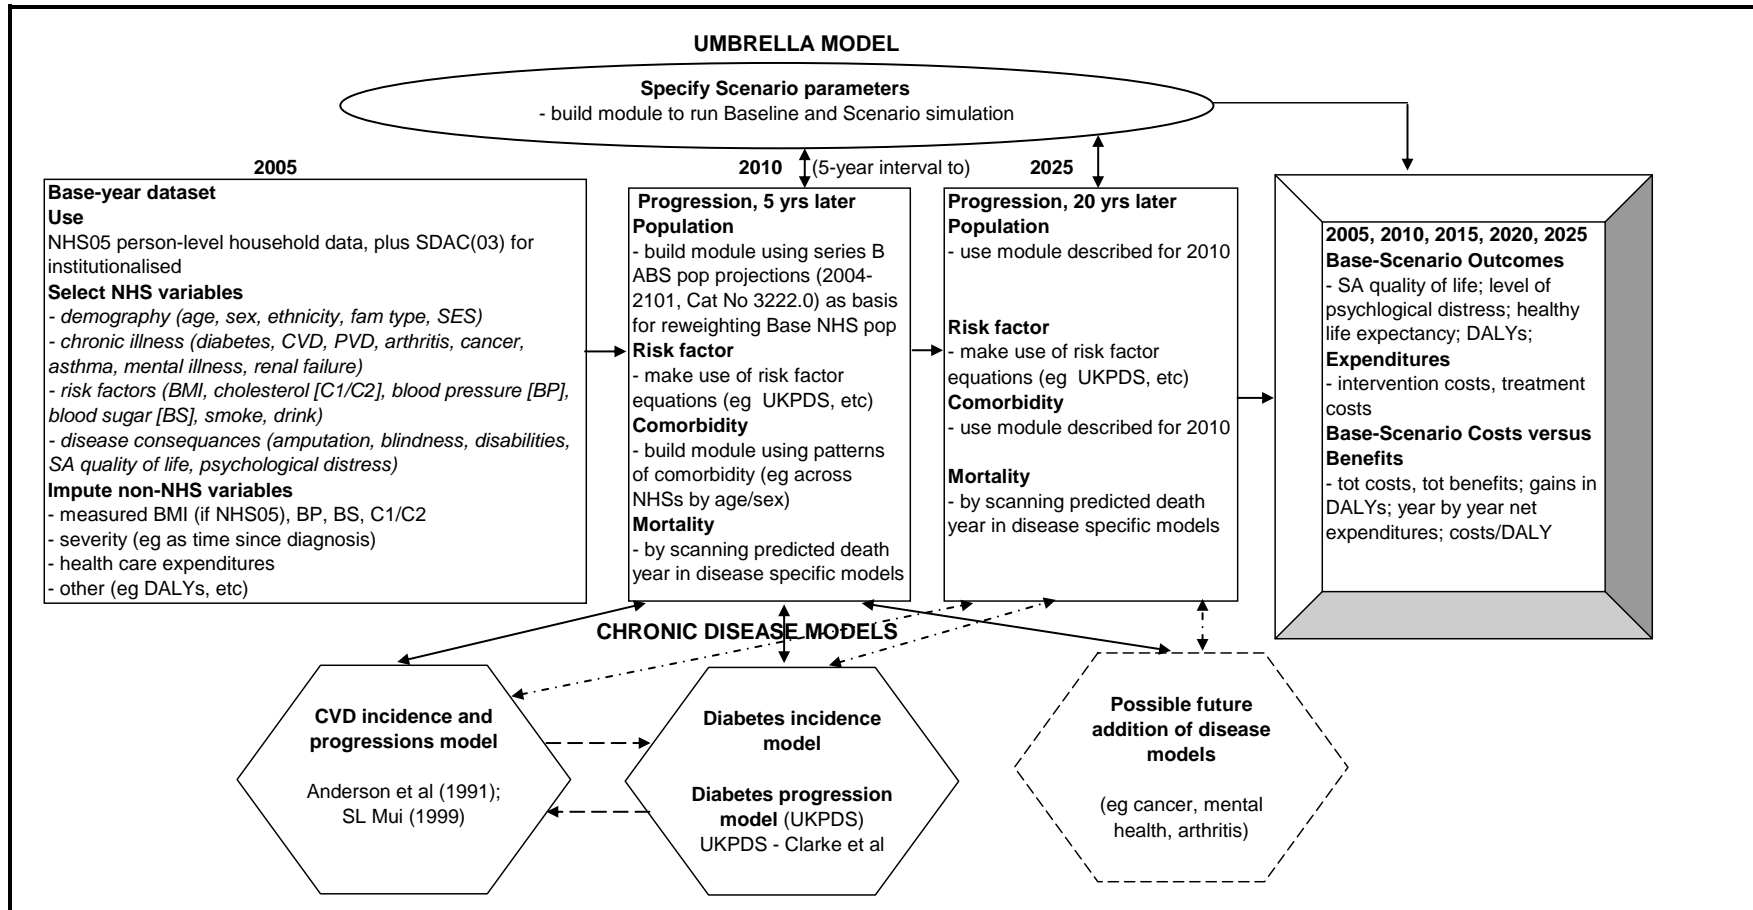 UMBRELLA MODEL
Specify Scenario parameters
- build module to run Baseline and Scenario simulation
2005
Base-year dataset
Use
NHS05 person-level household data, plus SDAC(03) for
institutionalised
Select NHS variables
- demography (age, sex, ethnicity, fam type, SES)
- chronic illness (diabetes, CVD, PVD, arthritis, cancer,
asthma, mental illness, renal failure)
- risk factors (BMI, cholesterol [C1/C2], blood pressure [BP],
blood sugar [BS], smoke, drink)
- disease consequances (amputation, blindness, disabilities,
SA quality of life, psychological distress)
Impute non-NHS variables
- measured BMI (if NHS05), BP, BS, C1/C2
- severity (eg as time since diagnosis)
- health care expenditures
- other (eg DALYs, etc)
2010 (5-year interval to)
Progression, 5 yrs later
Population
- build module using series B
ABS pop projections (2004-
2101, Cat No 3222.0) as basis
for reweighting Base NHS pop
Risk factor
- make use of risk factor
equations (eg UKPDS, etc)
Comorbidity
- build module using patterns
of comorbidity (eg across
NHSs by age/sex)
Mortality
- by scanning predicted death
year in disease specific models
2025
Progression, 20 yrs later
Population
- use module described for 2010
Risk factor
- make use of risk factor
equations (eg UKPDS, etc)
Comorbidity
- use module described for 2010
Mortality
- by scanning predicted death
year in disease specific models
2005, 2010, 2015, 2020, 2025
Base-Scenario Outcomes
- SA quality of life; level of
psychlogical distress; healthy
life expectancy; DALYs;
Expenditures
- intervention costs, treatment
costs
Base-Scenario Costs versus
Benefits
- tot costs, tot benefits; gains in
DALYs; year by year net
expenditures; costs/DALY
CHRONIC DISEASE MODELS
CVD incidence and
progressions model
Anderson et al (1991);
SL Mui (1999)
Diabetes incidence
model
Diabetes progression
model (UKPDS)
UKPDS - Clarke et al
Possible future
addition of disease
models
(eg cancer, mental
health, arthritis)